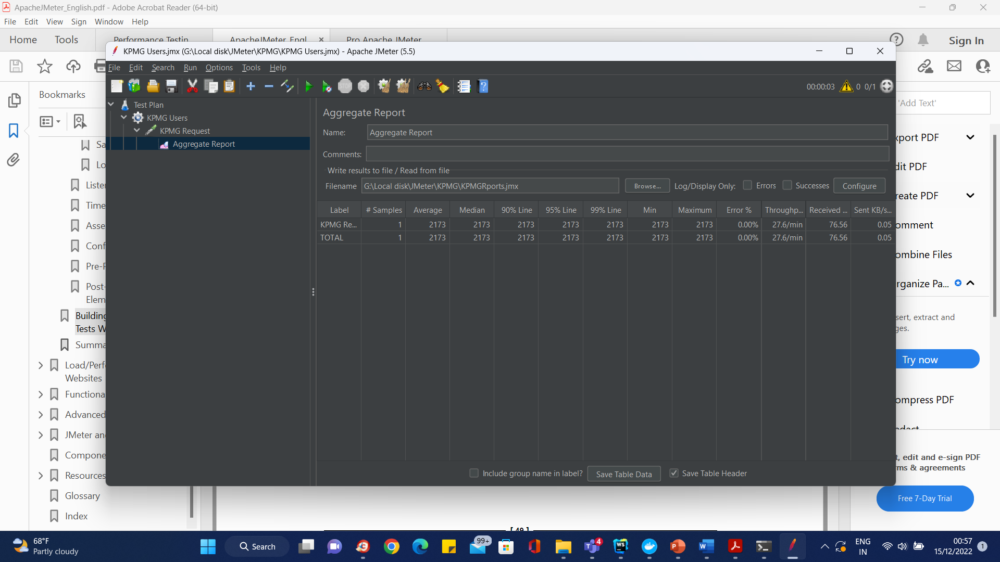 ApacheJMeter_English.pdf - Adobe Acrobat Reader (64-bit)
File Edit View Sign Window Help
Home Tools Performance Testin ApacheJMeter_Engl Pro Apache JMeter Sign In
KPMG Users.jmx (G:\Local disk\JMeter\KPMG\KPMG Users.jmx) - Apache JMeter (5.5)
File Edit Search Run Options Tools Help
STOP
00:00:03 0 0/1
Bookmarks
Sa
Lo
Liste
Time
Asse
Conf
Pre-P
Post-
Elem
Building
Tests W
Summa
Load/Perf
Websites
Functiona
Advanced
JMeter an
Compone
Resources
Glossary
Index
Test Plan
KPMG Users
KPMG Request
Aggregate Report
Aggregate Report
Name: Aggregate Report
Comments:
Write results to file / Read from file
Filename G:\Local disk\JMeter\KPMG\KPMGRports.jmx Browse... Log/Display Only: Errors Successes Configure
Label # Samples Average Median 90% Line 95% Line 99% Line Min Maximum Error % Throughp... Received ... Sent KB/s...
KPMG Re... 1 2173 2173 2173 2173 2173 2173 2173 0.00% 27.6/min 76.56 0.05
TOTAL 1 2173 2173 2173 2173 2173 2173 2173 0.00% 27.6/min 76.56 0.05
Include group name in label? Save Table Data Save Table Header
'Add Text'
xport PDF
dit PDF
reate PDF
omment
ombine Files
rganize Pa...
sert, extract and
ges.
Try now
ompress PDF
t, edit and e-sign PDF
rms & agreements
Free 7-Day Trial
[ 49 ]
68°F
Partly cloudy
Search
99+
4
WS
ENG
IN
00:57
15/12/2022
1